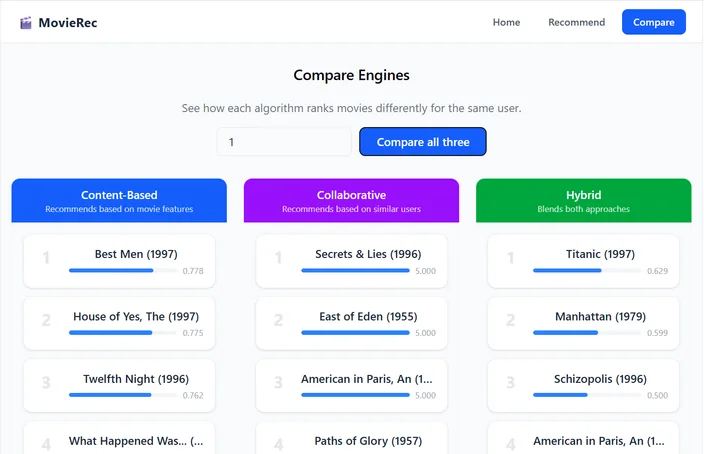 MovieRec
Home Recommend Compare
Compare Engines
See how each algorithm ranks movies differently for the same user.
1 Compare all three
Content-Based
Recommends based on movie features
1 Best Men (1997)
0.778
2 House of Yes, The (1997)
0.775
3 Twelfth Night (1996)
0.762
4 What Happened Was... (...
Collaborative
Recommends based on similar users
1 Secrets & Lies (1996)
5.000
2 East of Eden (1955)
5.000
3 American in Paris, An (1...
5.000
4 Paths of Glory (1957)
Hybrid
Blends both approaches
1 Titanic (1997)
0.629
2 Manhattan (1979)
0.599
3 Schizopolis (1996)
0.500
4 American in Paris, An (1...